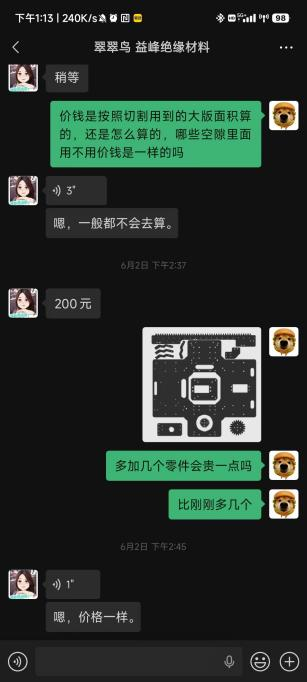 下午1:13 | 240K/s
5G
98
翠翠鸟 益峰绝缘材料
稍等
价钱是按照切割用到的大版面积算
的，还是怎么算的，哪些空隙里面
用不用价钱是一样的吗
3"
嗯，一般都不会去算。
6月2日 下午2:37
200元
多加几个零件会贵一点吗
比刚刚多几个
6月2日 下午2:45
1"
嗯，价格一样。